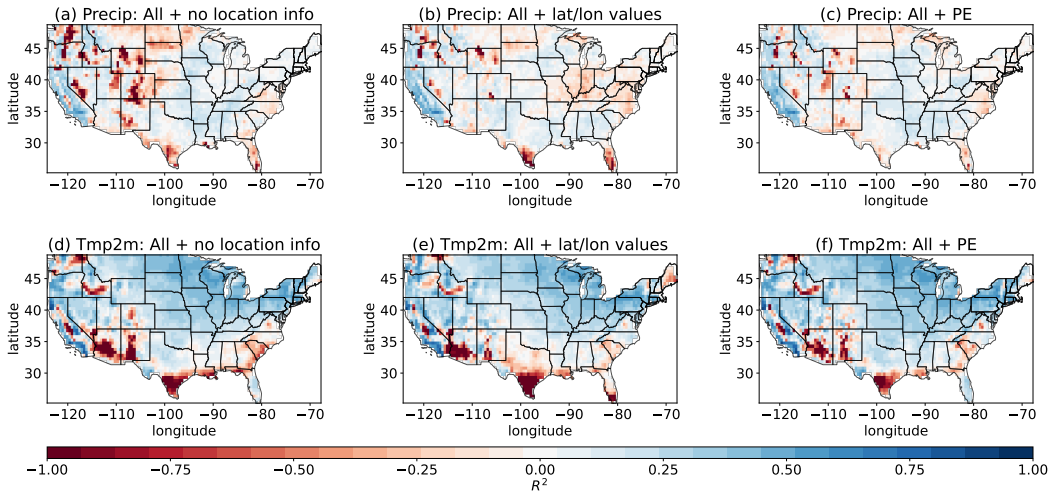 (a) Precip: All + no location info
(b) Precip: All + lat/lon values
(c) Precip: All + PE
latitude
45
40
35
30
−120 −110 −100 −90 −80 −70
longitude
latitude
45
40
35
30
−120 −110 −100 −90 −80 −70
longitude
latitude
45
40
35
30
−120 −110 −100 −90 −80 −70
longitude
(d) Tmp2m: All + no location info
(e) Tmp2m: All + lat/lon values
(f) Tmp2m: All + PE
latitude
45
40
35
30
−120 −110 −100 −90 −80 −70
longitude
latitude
45
40
35
30
−120 −110 −100 −90 −80 −70
longitude
latitude
45
40
35
30
−120 −110 −100 −90 −80 −70
longitude
−1.00 −0.75 −0.50 −0.25 0.00 0.25 0.50 0.75 1.00
R²